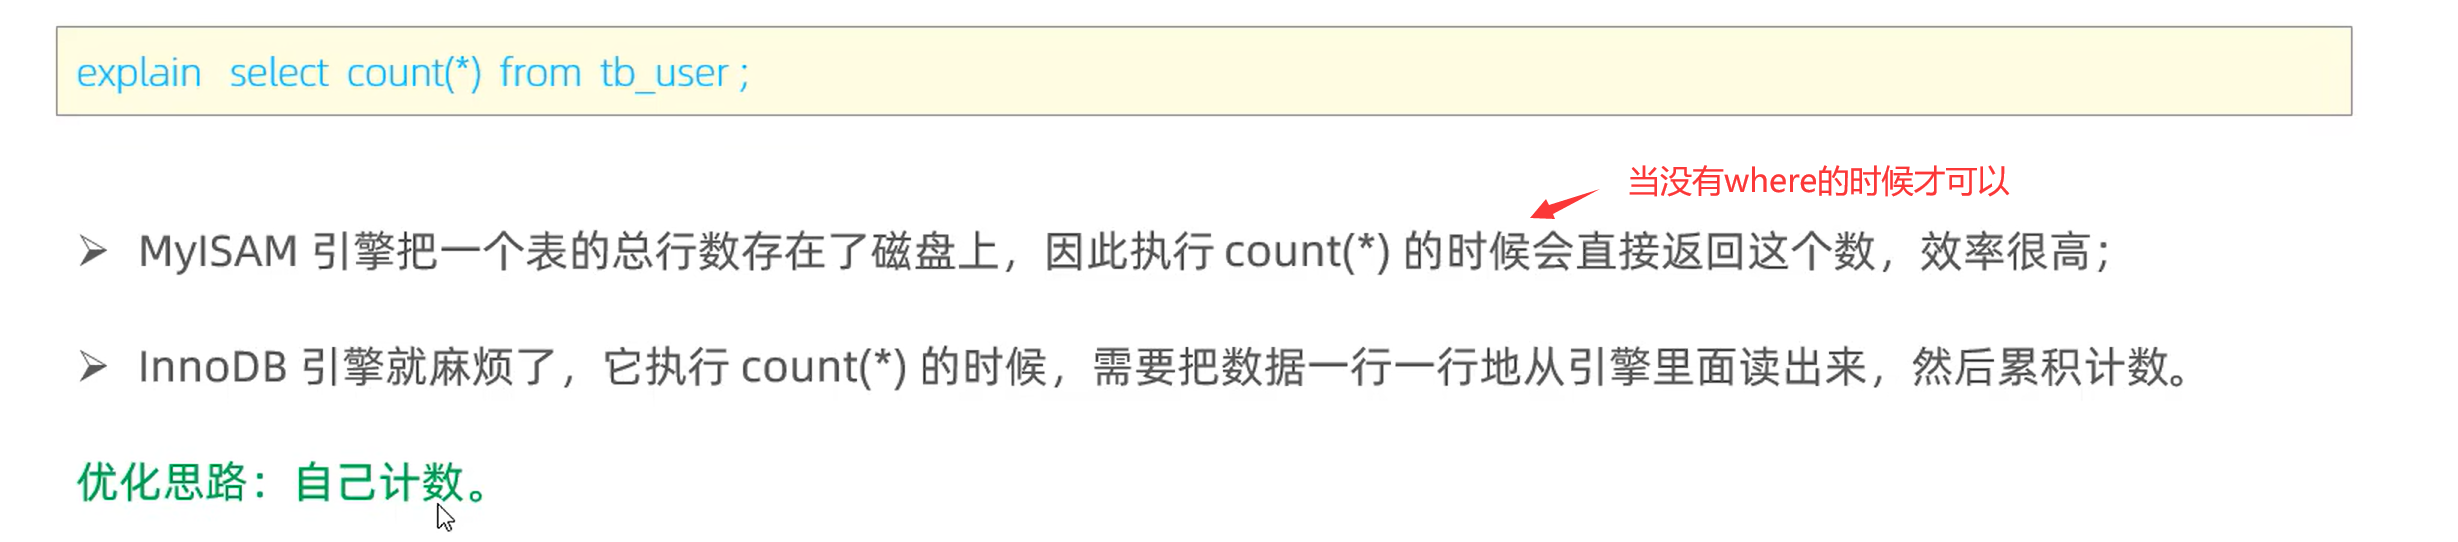 explain select count(*) from tb_user ;
当没有where的时候才可以
➢ MyISAM 引擎把一个表的总行数存在了磁盘上，因此执行 count(*) 的时候会直接返回这个数，效率很高；
➢ InnoDB 引擎就麻烦了，它执行 count(*) 的时候，需要把数据一行一行地从引擎里面读出来，然后累积计数。
优化思路：自己计数。